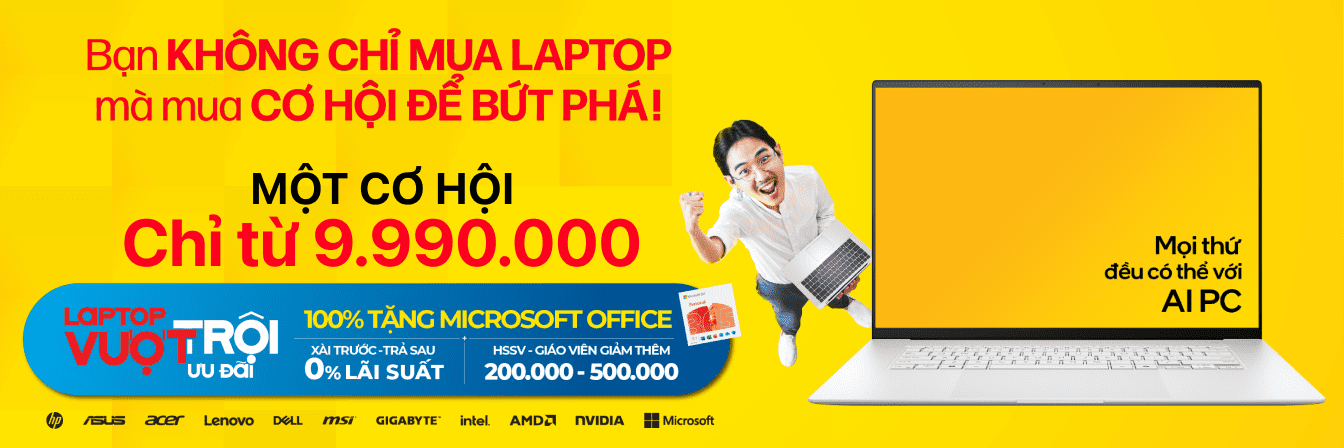 Bạn KHÔNG CHỈ MUA LAPTOP
mà mua CƠ HỘI ĐỂ BỨT PHÁ!
MỘT CƠ HỘI
Chỉ từ 9.990.000
LAPTOP
VƯỢT TRỘI
ƯU ĐÃI
100% TẶNG MICROSOFT OFFICE
XÀI TRƯỚC - TRẢ SAU
0% LÃI SUẤT
HSSV - GIÁO VIÊN GIẢM THÊM
200.000 - 500.000
Personal
Mọi thứ
đều có thể với
AI PC
hp ASUS acer Lenovo DELL msi GIGABYTE™ intel. AMD NVIDIA Microsoft